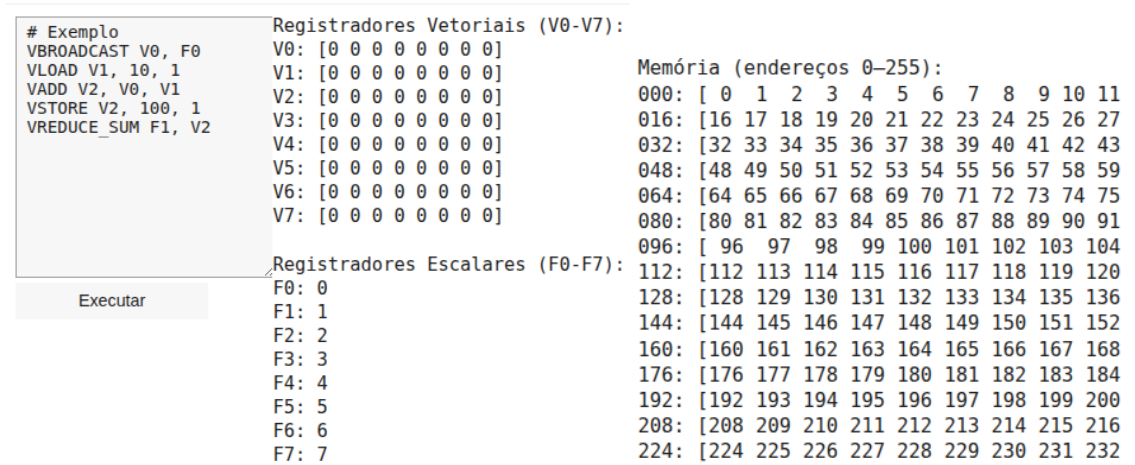 # Exemplo
VBROADCAST V0, F0
VLOAD V1, 10, 1
VADD V2, V0, V1
VSTORE V2, 100, 1
VREDUCE_SUM F1, V2
Executar
Registradores Vetoriais (V0-V7):
V0: [0 0 0 0 0 0 0 0]
V1: [0 0 0 0 0 0 0 0]
V2: [0 0 0 0 0 0 0 0]
V3: [0 0 0 0 0 0 0 0]
V4: [0 0 0 0 0 0 0 0]
V5: [0 0 0 0 0 0 0 0]
V6: [0 0 0 0 0 0 0 0]
V7: [0 0 0 0 0 0 0 0]
Registradores Escalares (F0-F7):
F0: 0
F1: 1
F2: 2
F3: 3
F4: 4
F5: 5
F6: 6
F7: 7
Memória (endereços 0–255):
000: [ 0 1 2 3 4 5 6 7 8 9 10 11
016: [16 17 18 19 20 21 22 23 24 25 26 27
032: [32 33 34 35 36 37 38 39 40 41 42 43
048: [48 49 50 51 52 53 54 55 56 57 58 59
064: [64 65 66 67 68 69 70 71 72 73 74 75
080: [80 81 82 83 84 85 86 87 88 89 90 91
096: [ 96 97 98 99 100 101 102 103 104
112: [112 113 114 115 116 117 118 119 120
128: [128 129 130 131 132 133 134 135 136
144: [144 145 146 147 148 149 150 151 152
160: [160 161 162 163 164 165 166 167 168
176: [176 177 178 179 180 181 182 183 184
192: [192 193 194 195 196 197 198 199 200
208: [208 209 210 211 212 213 214 215 216
224: [224 225 226 227 228 229 230 231 232